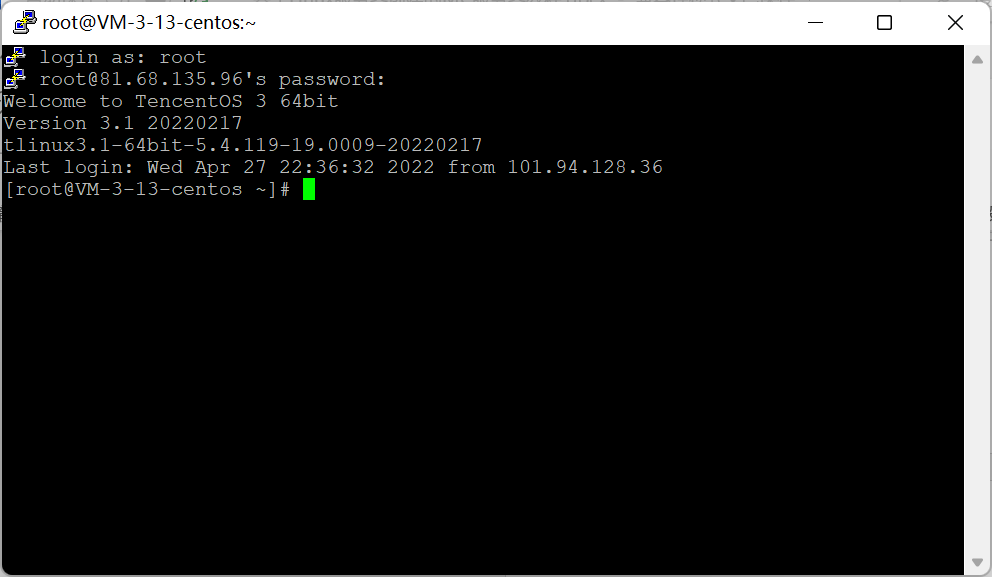 root@VM-3-13-centos:~
login as: root
root@81.68.135.96's password:
Welcome to TencentOS 3 64bit
Version 3.1 20220217
tlinux3.1-64bit-5.4.119-19.0009-20220217
Last login: Wed Apr 27 22:36:32 2022 from 101.94.128.36
[root@VM-3-13-centos ~]#